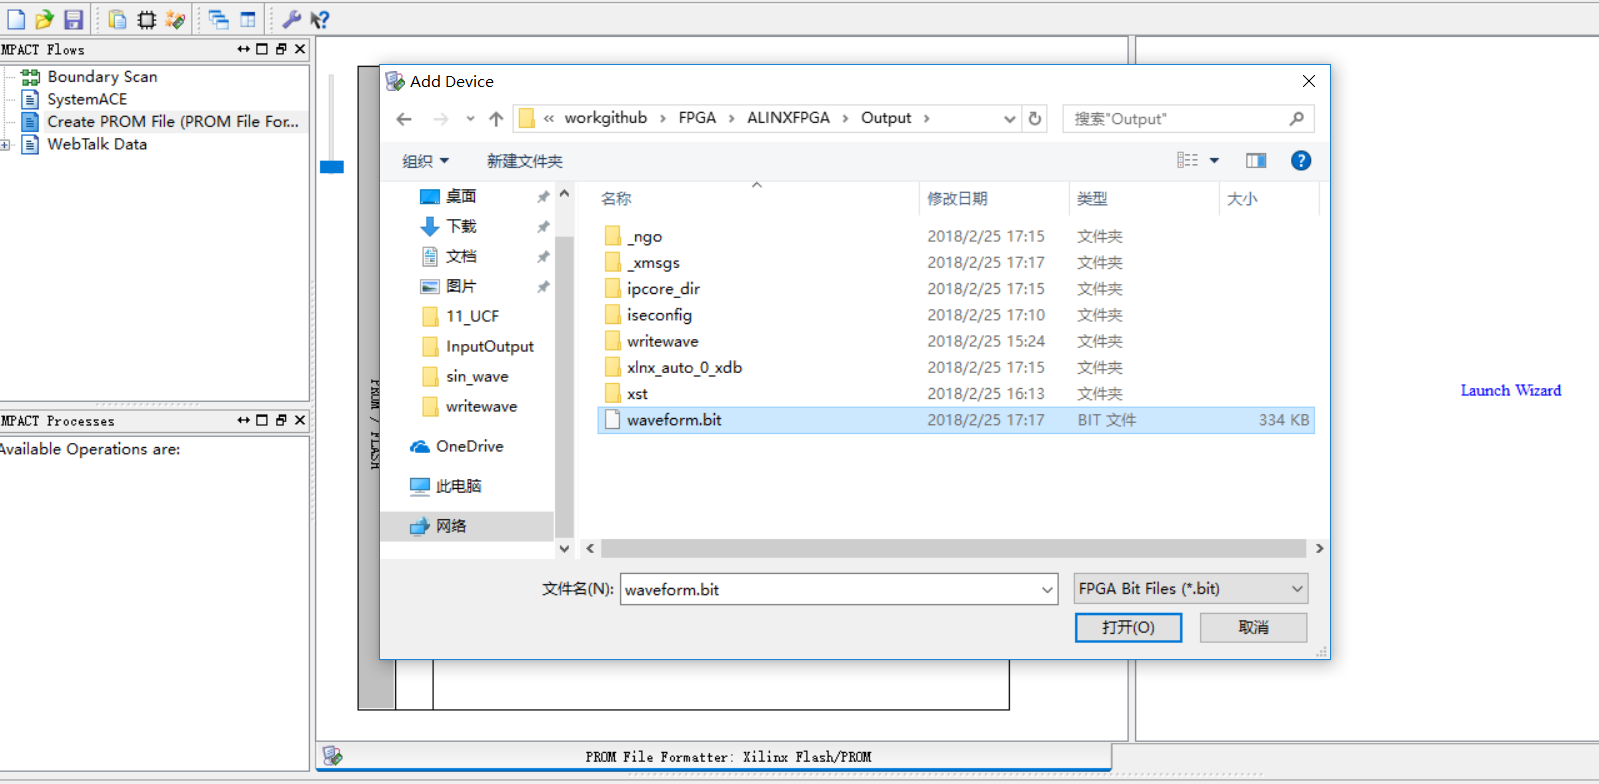 MPACT Flows
Boundary Scan
SystemACE
Create PROM File (PROM File For...
WebTalk Data
MPACT Processes
Available Operations are:
PROM / FLASH
Add Device
« workgithub › FPGA › ALINXFPGA › Output ›
搜索"Output"
组织
新建文件夹
桌面
下载
文档
图片
11_UCF
InputOutput
sin_wave
writewave
OneDrive
此电脑
网络
名称 修改日期 类型 大小
_ngo 2018/2/25 17:15 文件夹
_xmsgs 2018/2/25 17:17 文件夹
ipcore_dir 2018/2/25 17:15 文件夹
iseconfig 2018/2/25 17:10 文件夹
writewave 2018/2/25 15:24 文件夹
xlnx_auto_0_xdb 2018/2/25 17:15 文件夹
xst 2018/2/25 16:13 文件夹
waveform.bit 2018/2/25 17:17 BIT 文件 334 KB
文件名(N): waveform.bit
FPGA Bit Files (*.bit)
打开(O)
取消
Launch Wizard
PROM File Formatter: Xilinx Flash/PROM